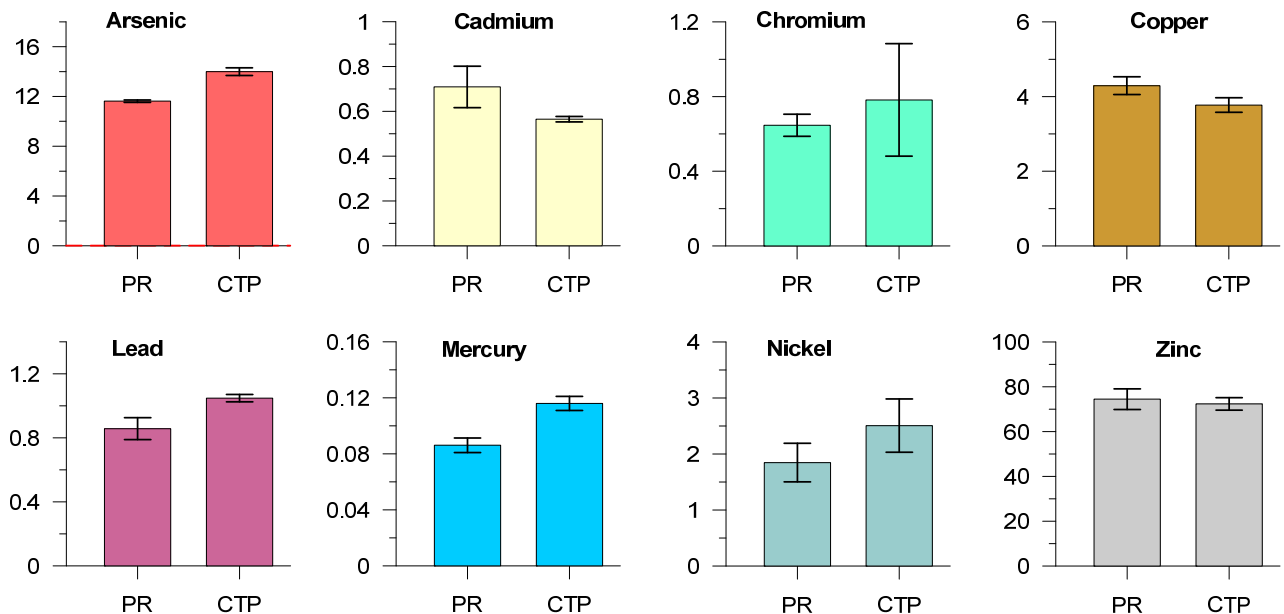 Arsenic
16
12
8
4
0
PR CTP
Cadmium
1
0.8
0.6
0.4
0.2
0
PR CTP
Chromium
1.2
0.8
0.4
0
PR CTP
Copper
6
4
2
0
PR CTP
Lead
1.2
0.8
0.4
0
PR CTP
Mercury
0.16
0.12
0.08
0.04
0
PR CTP
Nickel
4
3
2
1
0
PR CTP
Zinc
100
80
60
40
20
0
PR CTP